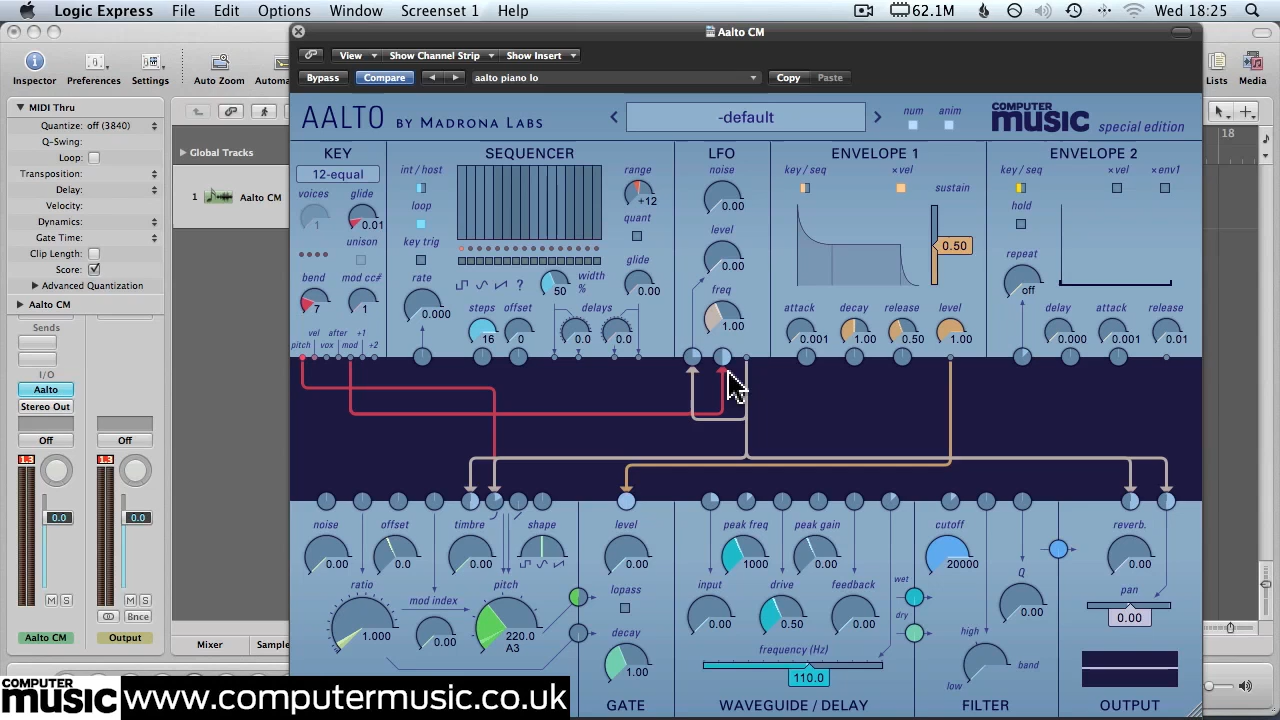 Logic Express File Edit Options Window Screenset 1 Help 62.1M Wed 18:25
Aalto CM
View Show Channel Strip Show Insert
Bypass Compare aalto piano lo Copy Paste
Inspector Preferences Settings Auto Zoom Lists Media
MIDI Thru
Quantize: off (3840)
Q-Swing:
Loop:
Transposition:
Delay:
Velocity:
Dynamics:
Gate Time:
Clip Length:
Score:
Advanced Quantization
Aalto CM
Sends
I/O
Aalto
Stereo Out
Off Off
0.0 0.0
M S M S
Bnce
Aalto CM Output
Global Tracks
1 Aalto CM
18
Mixer
AALTO BY MADRONA LABS
-default
num anim
COMPUTER MUSIC special edition
KEY SEQUENCER LFO ENVELOPE 1 ENVELOPE 2
12-equal
voices glide
1 0.01
unison
bend mod cc#
7 1
vel after +1
pitch vox mod +2
int / host
loop
key trig
rate
0.000
range
+12
quant
glide
0.00
width
50 %
steps offset delays
16 0 0.0 0.0
noise
0.00
level
0.00
freq
1.00
key / seq ×vel sustain
0.50
attack decay release level
0.001 1.00 0.50 1.00
key / seq ×vel ×env1
hold
repeat
off
delay attack release
0.000 0.001 0.01
noise offset timbre shape
0.00 0.0 0.00
ratio mod index pitch
1.000 0.00 220.0
A3
level
0.00
lopass
decay
1.00
GATE
peak freq peak gain
1000 0.00
input drive feedback
0.00 0.50 0.00
wet
dry
frequency (Hz)
110.0
WAVEGUIDE / DELAY
cutoff
20000
Q
0.00
high
band
low
FILTER
reverb.
0.00
pan
0.00
OUTPUT
COMPUTER MUSIC www.computermusic.co.uk